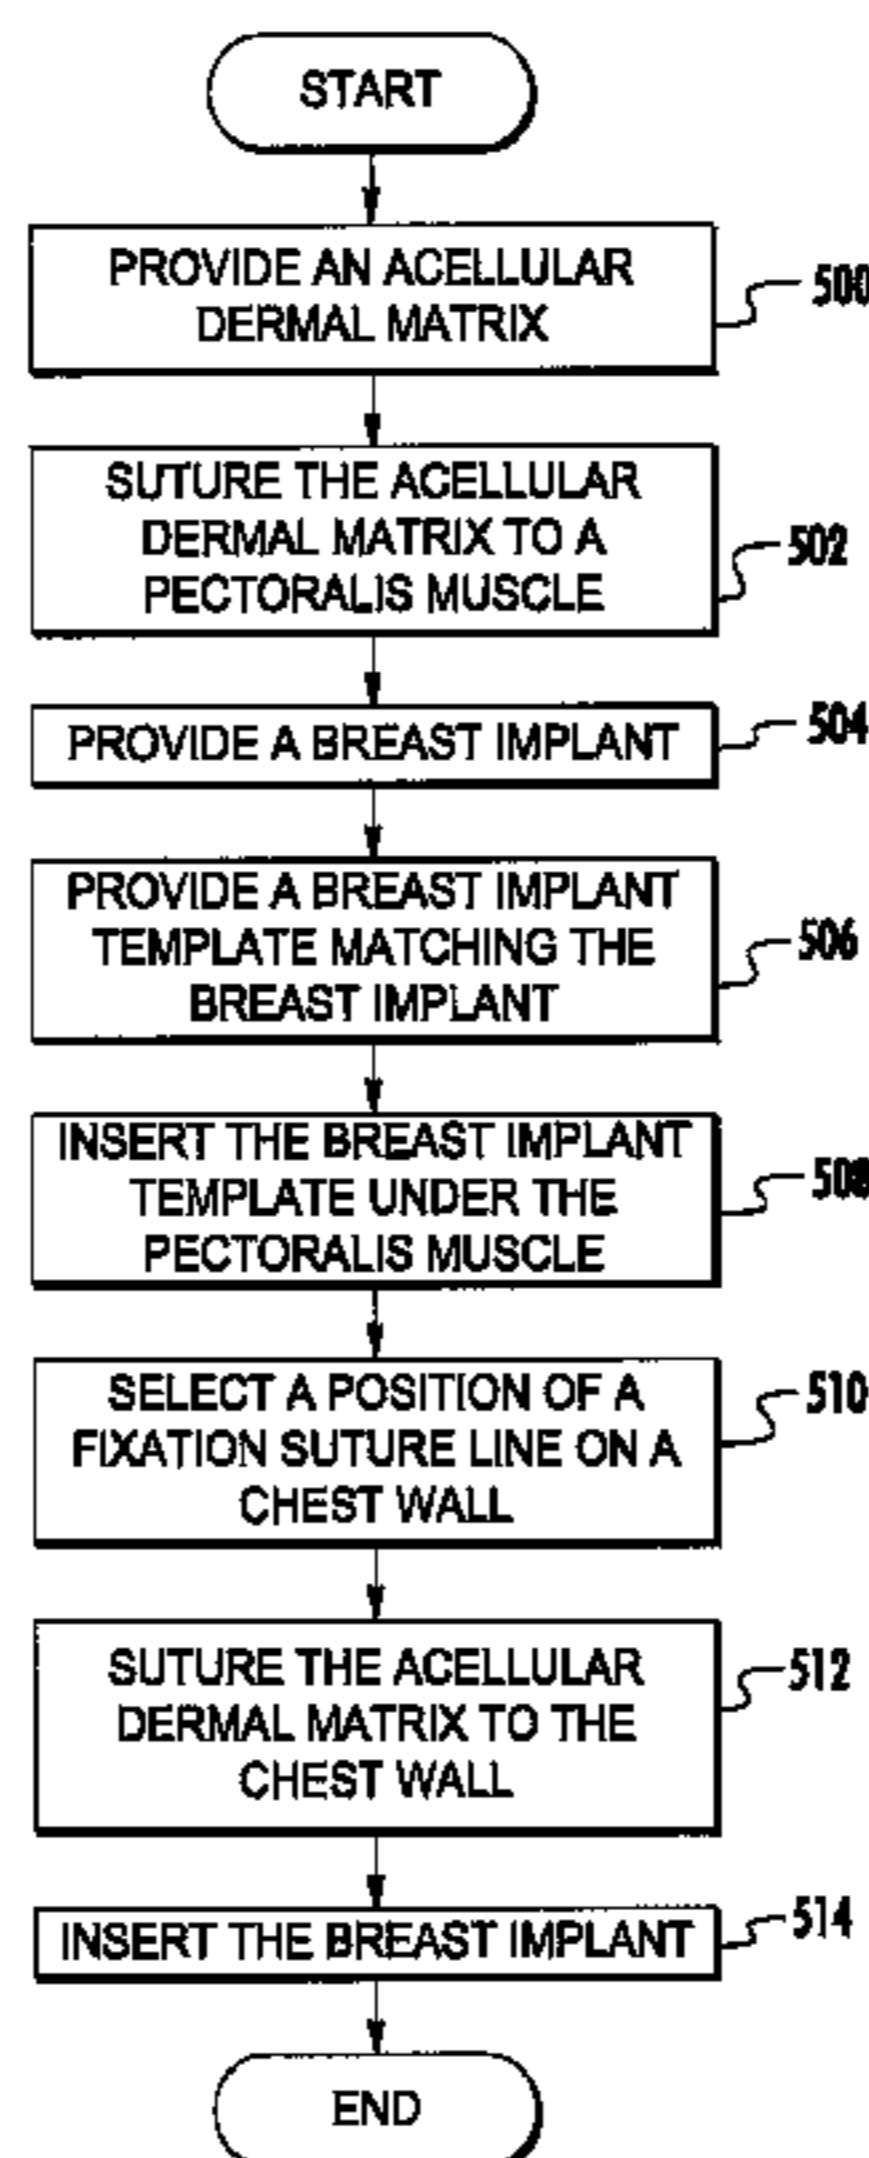 START
PROVIDE AN ACELLULAR
DERMAL MATRIX
500
SUTURE THE ACELLULAR
DERMAL MATRIX TO A
PECTORALIS MUSCLE
502
PROVIDE A BREAST IMPLANT
504
PROVIDE A BREAST IMPLANT
TEMPLATE MATCHING THE
BREAST IMPLANT
506
INSERT THE BREAST IMPLANT
TEMPLATE UNDER THE
PECTORALIS MUSCLE
508
SELECT A POSITION OF A
FIXATION SUTURE LINE ON A
CHEST WALL
510
SUTURE THE ACELLULAR
DERMAL MATRIX TO THE
CHEST WALL
512
INSERT THE BREAST IMPLANT
514
END